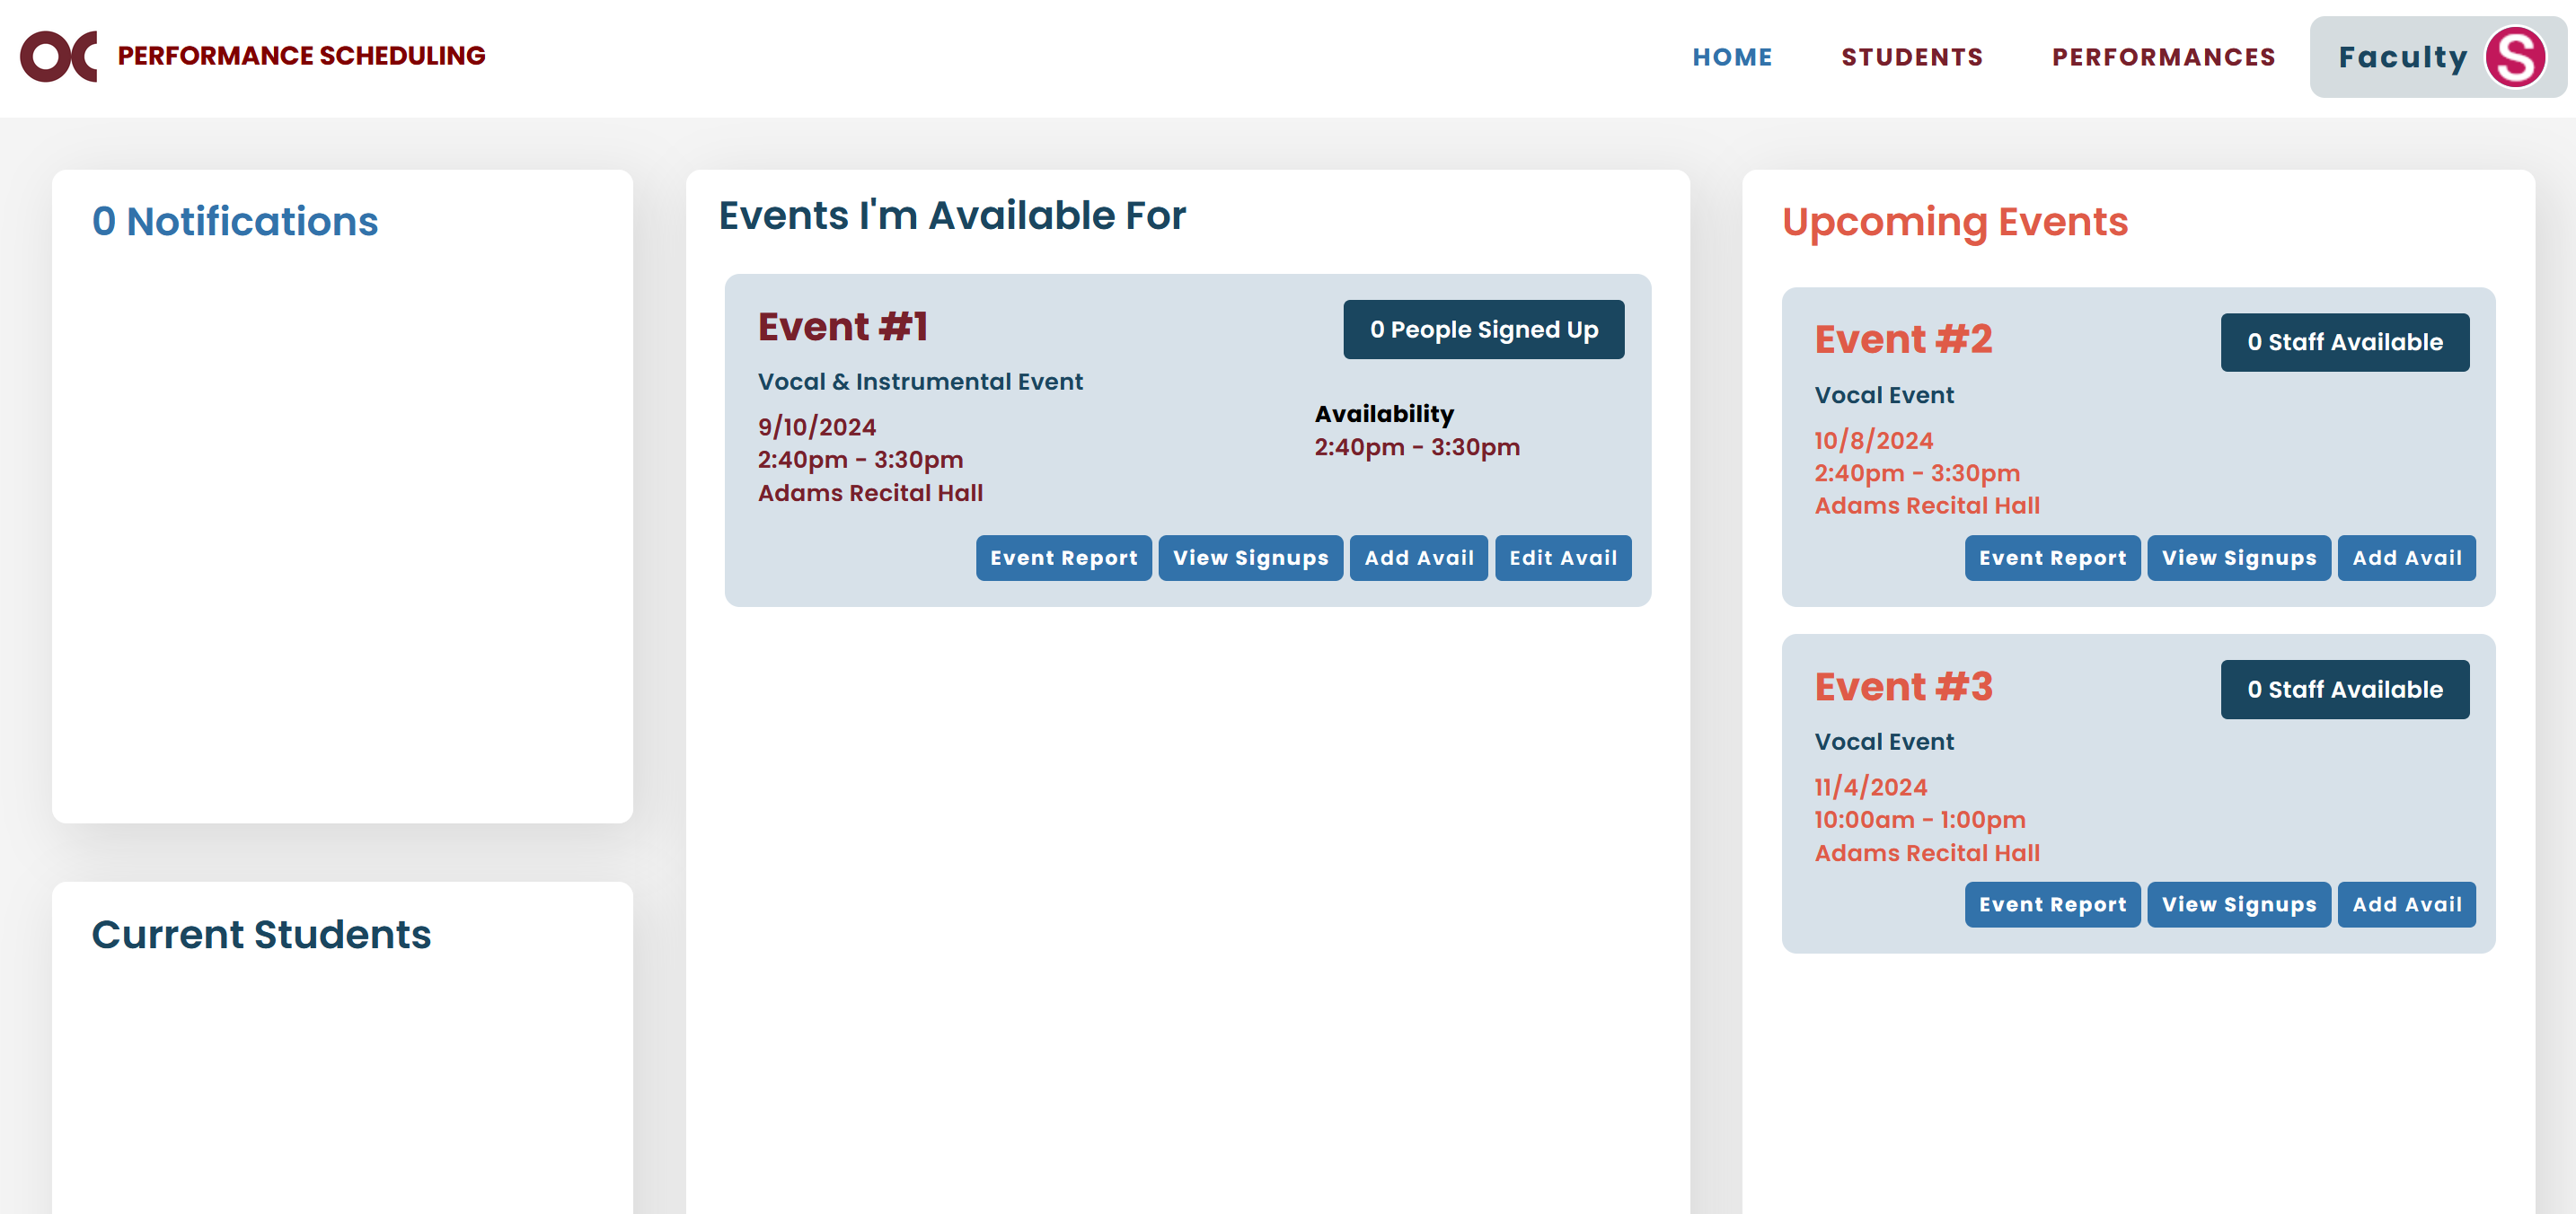 OC PERFORMANCE SCHEDULING
HOME STUDENTS PERFORMANCES Faculty S
0 Notifications
Current Students
Events I'm Available For
Event #1
0 People Signed Up
Vocal & Instrumental Event
9/10/2024
2:40pm - 3:30pm
Adams Recital Hall
Availability
2:40pm - 3:30pm
Event Report View Signups Add Avail Edit Avail
Upcoming Events
Event #2
0 Staff Available
Vocal Event
10/8/2024
2:40pm - 3:30pm
Adams Recital Hall
Event Report View Signups Add Avail
Event #3
0 Staff Available
Vocal Event
11/4/2024
10:00am - 1:00pm
Adams Recital Hall
Event Report View Signups Add Avail